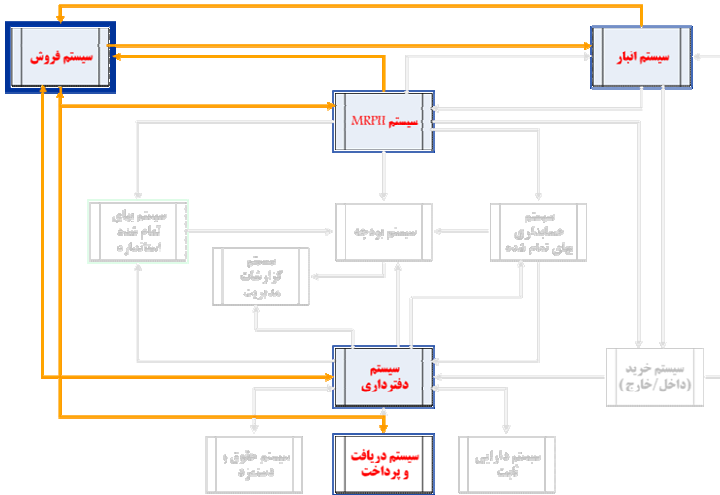 سیستم انبار
سیستم فروش
سیستم MRPII
سیستم بهای
تمام شده
استاندارد
سیستم بودجه
سیستم
حسابداری
بهای تمام شده
سیستم
گزارشات
مدیریت
سیستم
دفترداری
سیستم خرید
(داخل/خارج)
سیستم دارایی
ثابت
سیستم دریافت
و پرداخت
سیستم حقوق و
دستمزد